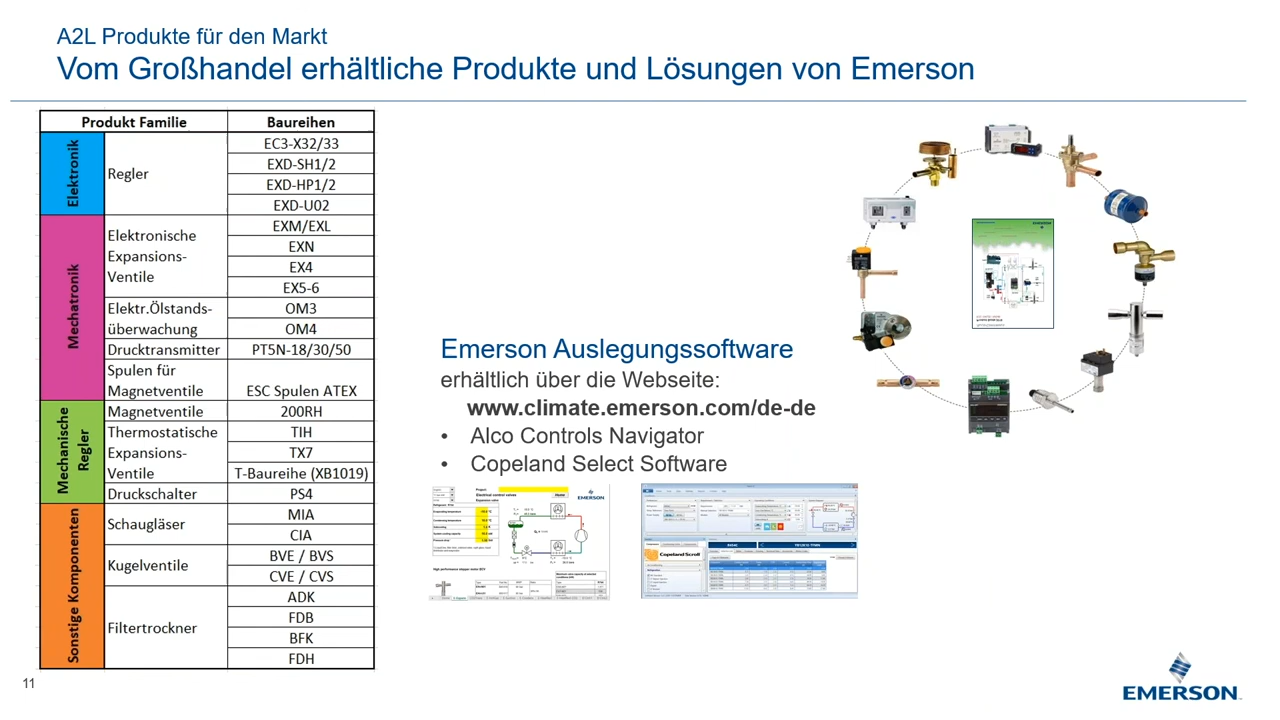 A2L Produkte für den Markt
Vom Großhandel erhältliche Produkte und Lösungen von Emerson
Produkt Familie Baureihen
Elektronik
Regler
EC3-X32/33
EXD-SH1/2
EXD-HP1/2
EXD-U02
Mechatronik
Elektronische
Expansions-
Ventile
EXM/EXL
EXN
EX4
EX5-6
Elektr.Ölstands-
überwachung
OM3
OM4
Drucktransmitter PT5N-18/30/50
Spulen für
Magnetventile ESC Spulen ATEX
Mechanische
Regler
Magnetventile 200RH
Thermostatische
Expansions-
Ventile
TIH
TX7
T-Baureihe (XB1019)
Druckschalter PS4
Sonstige Komponenten
Schaugläser
MIA
CIA
Kugelventile
BVE / BVS
CVE / CVS
Filtertrockner
ADK
FDB
BFK
FDH
Emerson Auslegungssoftware
erhältlich über die Webseite:
www.climate.emerson.com/de-de
• Alco Controls Navigator
• Copeland Select Software
Electrical control valves
EMERSON
Copeland Scroll
11
EMERSON